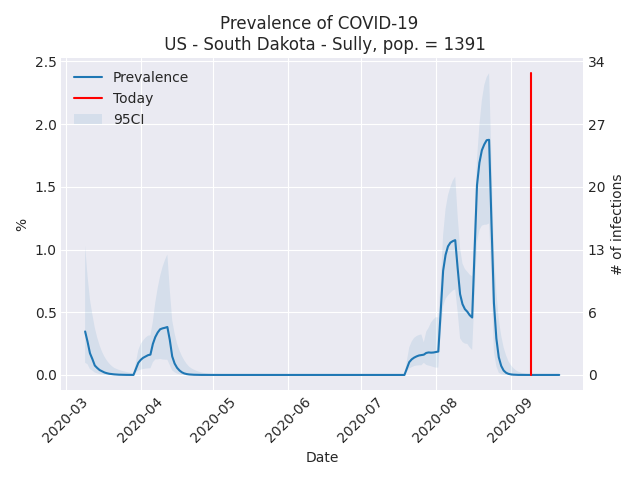 Prevalence of COVID-19
US - South Dakota - Sully, pop. = 1391
Prevalence
Today
95CI
2.5
2.0
1.5
1.0
0.5
0.0
%
34
27
20
13
6
0
# of infections
2020-03
2020-04
2020-05
2020-06
2020-07
2020-08
2020-09
Date